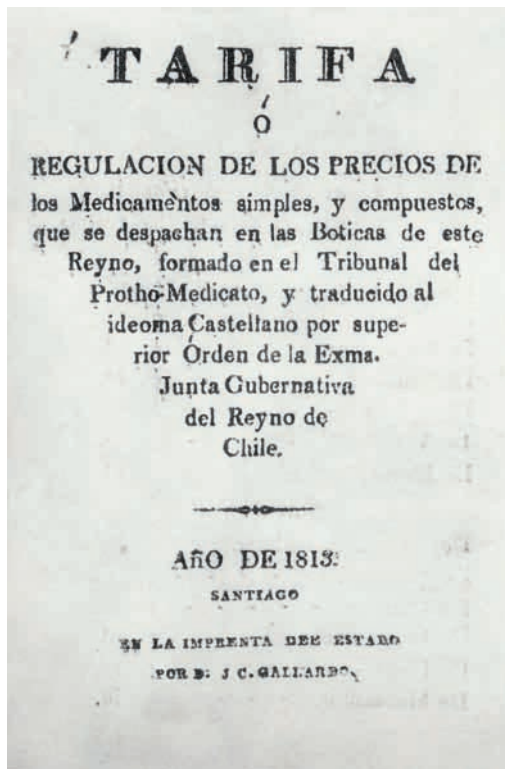 TARIFA
Ó
REGULACION DE LOS PRECIOS DE
los Medicamentos simples, y compuestos,
que se despachan en las Boticas de este
Reyno, formado en el Tribunal del
Protho-Medicato, y traducido al
ideoma Castellano por supe-
rior Órden de la Exma.
Junta Gubernativa
del Reyno de
Chile.
AÑO DE 1813.
SANTIAGO
EN LA IMPRENTA DEL ESTADO
POR D. J C. GALLARDO,